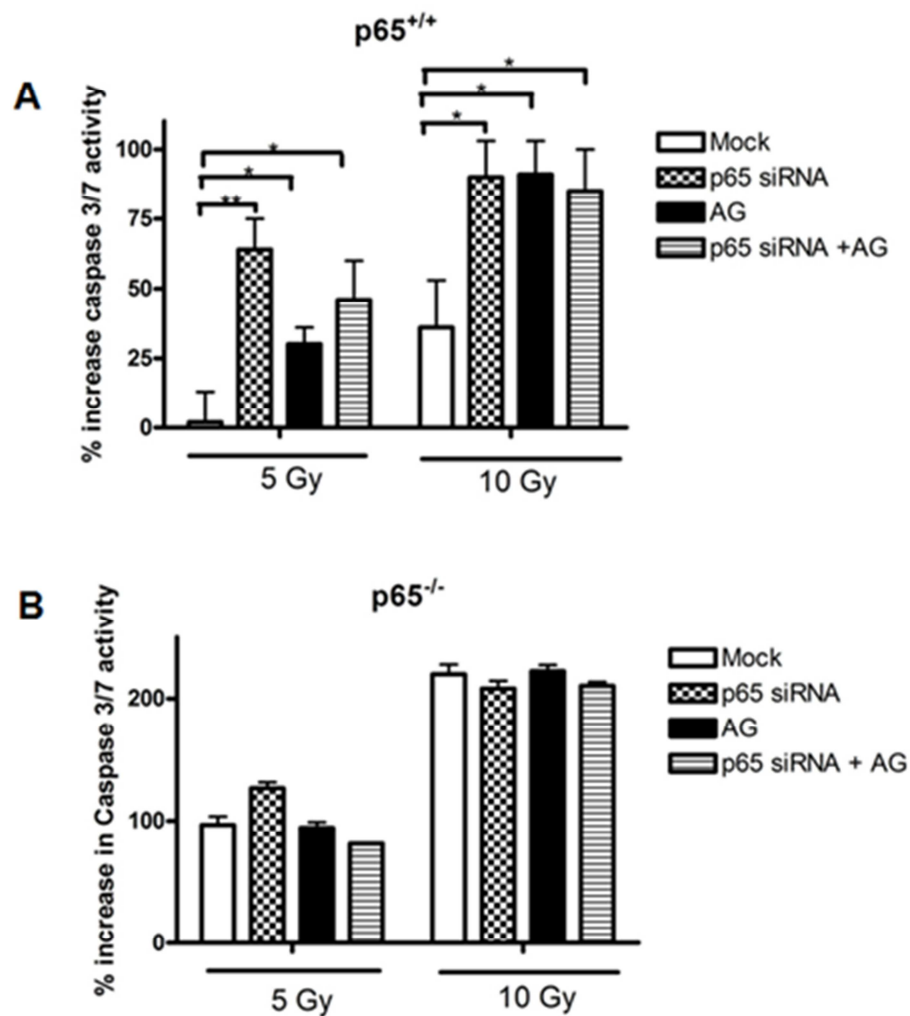 p65+/+
A
% increase caspase 3/7 activity
100
75
50
25
0
*
*
**
*
*
*
Mock
p65 siRNA
AG
p65 siRNA +AG
5 Gy
10 Gy
p65-/-
B
% increase in Caspase 3/7 activity
200
100
0
Mock
p65 siRNA
AG
p65 siRNA + AG
5 Gy
10 Gy